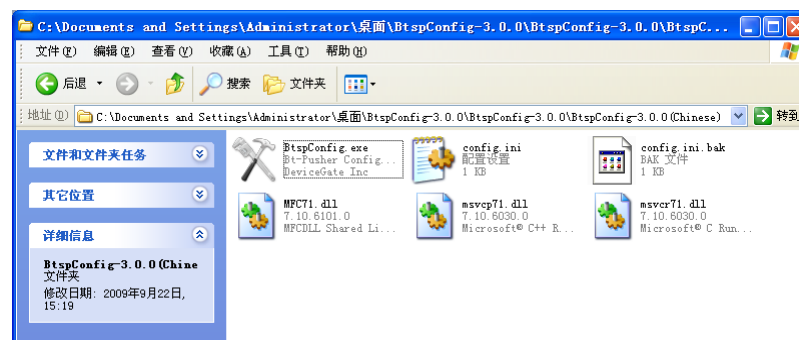 C:\Documents and Settings\Administrator\桌面\BtspConfig-3.0.0\BtspConfig-3.0.0\BtspC...
文件(F) 编辑(E) 查看(V) 收藏(A) 工具(T) 帮助(H)
后退 搜索 文件夹
地址(D) C:\Documents and Settings\Administrator\桌面\BtspConfig-3.0.0\BtspConfig-3.0.0\BtspConfig-3.0.0(Chinese) 转到
文件和文件夹任务
其它位置
详细信息
BtspConfig-3.0.0(Chine
文件夹
修改日期: 2009年9月22日,
15:19
BtspConfig.exe
Bt-Pusher Config...
DeviceGate Inc
config.ini
配置设置
1 KB
config.ini.bak
BAK 文件
1 KB
MFC71.dll
7.10.6101.0
MFCDLL Shared Li...
msvcp71.dll
7.10.6030.0
Microsoft® C++ R...
msvcr71.dll
7.10.6030.0
Microsoft® C Run...